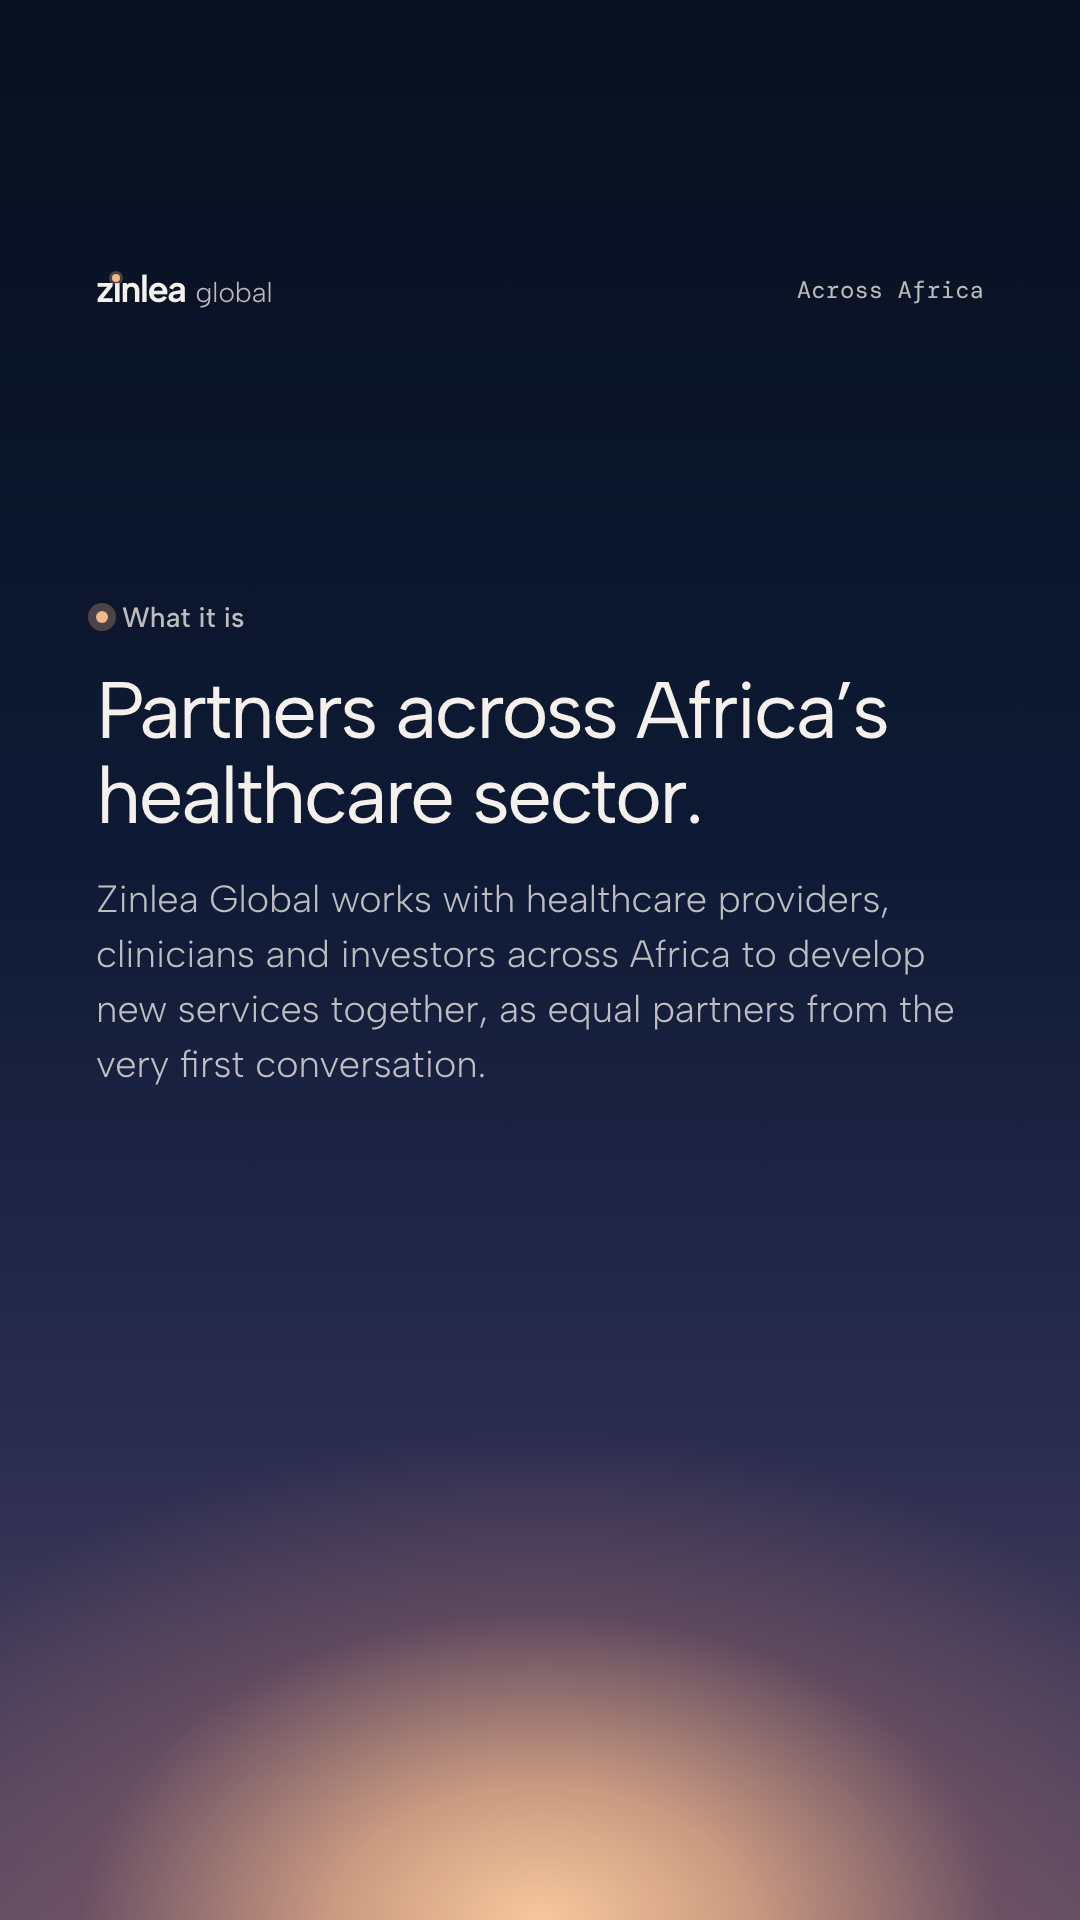 zinlea global
Across Africa
What it is
Partners across Africa’s
healthcare sector.
Zinlea Global works with healthcare providers,
clinicians and investors across Africa to develop
new services together, as equal partners from the
very first conversation.